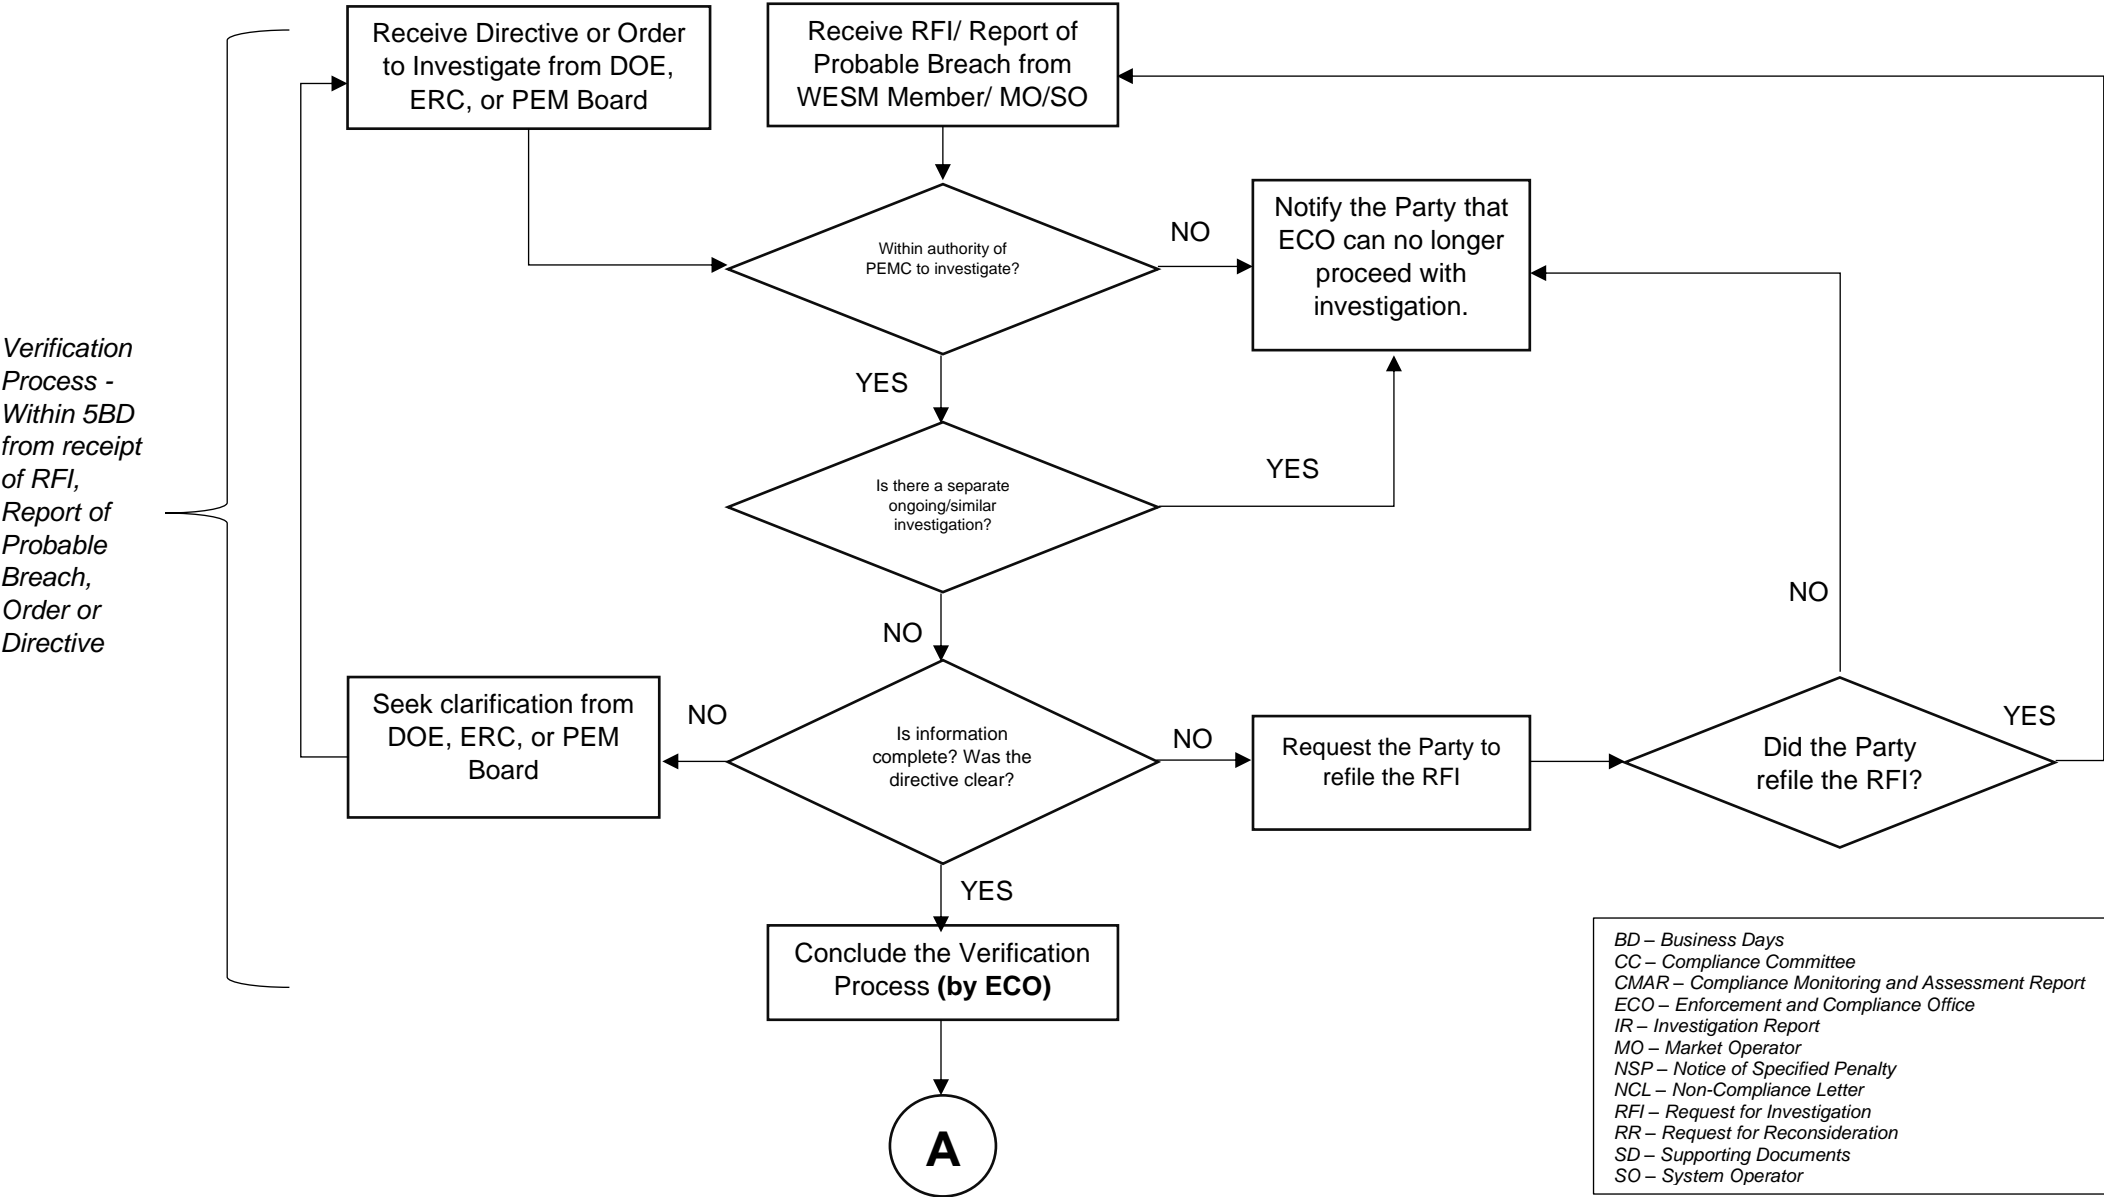 Receive Directive or Order
to Investigate from DOE,
ERC, or PEM Board
Receive RFI/ Report of
Probable Breach from
WESM Member/ MO/SO
Within authority of
PEMC to investigate?
NO
Notify the Party that
ECO can no longer
proceed with
investigation.
YES
Verification
Process -
Within 5BD
from receipt
of RFI,
Report of
Probable
Breach,
Order or
Directive
Is there a separate
ongoing/similar
investigation?
YES
NO
NO
Seek clarification from
DOE, ERC, or PEM
Board
NO
Is information
complete? Was the
directive clear?
NO
Request the Party to
refile the RFI
Did the Party
refile the RFI?
YES
YES
Conclude the Verification
Process (by ECO)
A
BD – Business Days
CC – Compliance Committee
CMAR – Compliance Monitoring and Assessment Report
ECO – Enforcement and Compliance Office
IR – Investigation Report
MO – Market Operator
NSP – Notice of Specified Penalty
NCL – Non-Compliance Letter
RFI – Request for Investigation
RR – Request for Reconsideration
SD – Supporting Documents
SO – System Operator